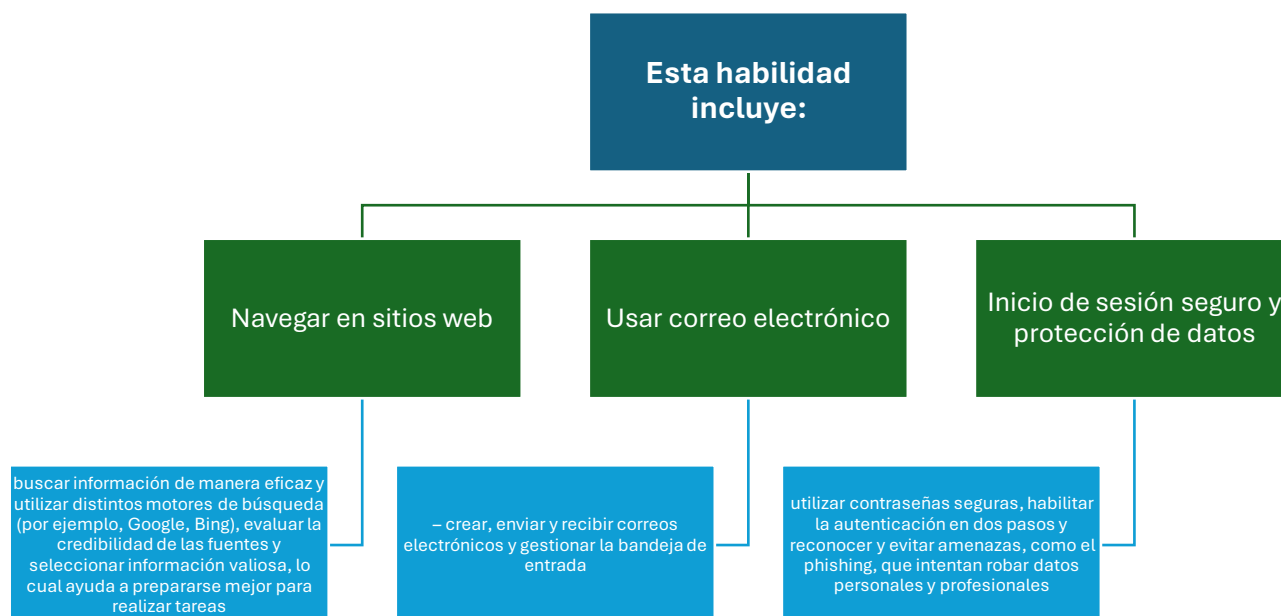 Esta habilidad
incluye:
Navegar en sitios web
Usar correo electrónico
Inicio de sesión seguro y
protección de datos
buscar información de manera eficaz y
utilizar distintos motores de búsqueda
(por ejemplo, Google, Bing), evaluar la
credibilidad de las fuentes y
seleccionar información valiosa, lo
cual ayuda a prepararse mejor para
realizar tareas
– crear, enviar y recibir correos
electrónicos y gestionar la bandeja de
entrada
utilizar contraseñas seguras, habilitar
la autenticación en dos pasos y
reconocer y evitar amenazas, como el
phishing, que intentan robar datos
personales y profesionales